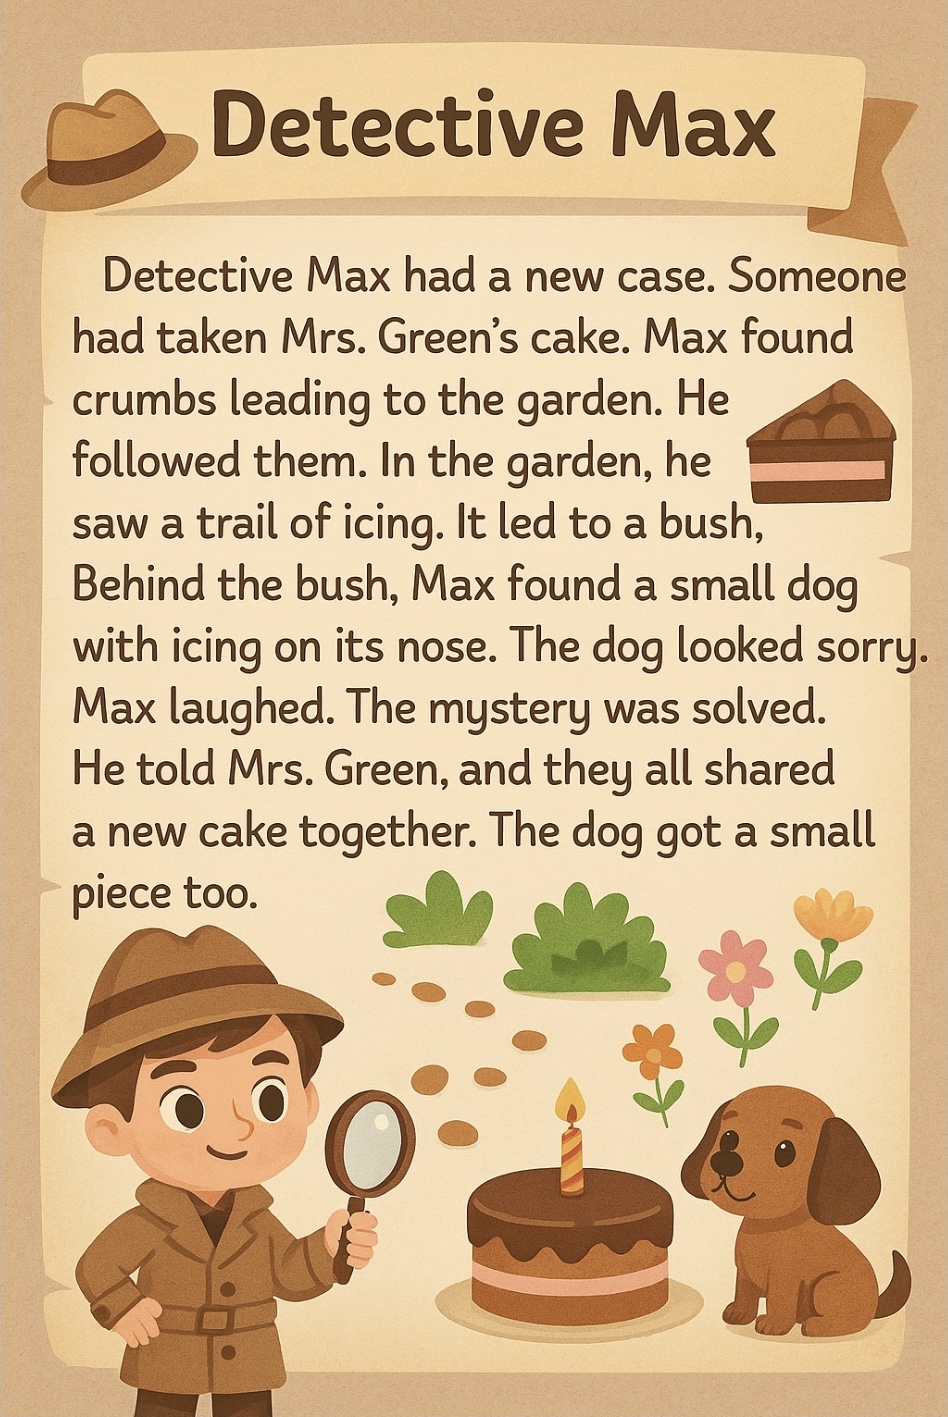 Detective Max
Detective Max had a new case. Someone
had taken Mrs. Green’s cake. Max found
crumbs leading to the garden. He
followed them. In the garden, he
saw a trail of icing. It led to a bush,
Behind the bush, Max found a small dog
with icing on its nose. The dog looked sorry.
Max laughed. The mystery was solved.
He told Mrs. Green, and they all shared
a new cake together. The dog got a small
piece too.